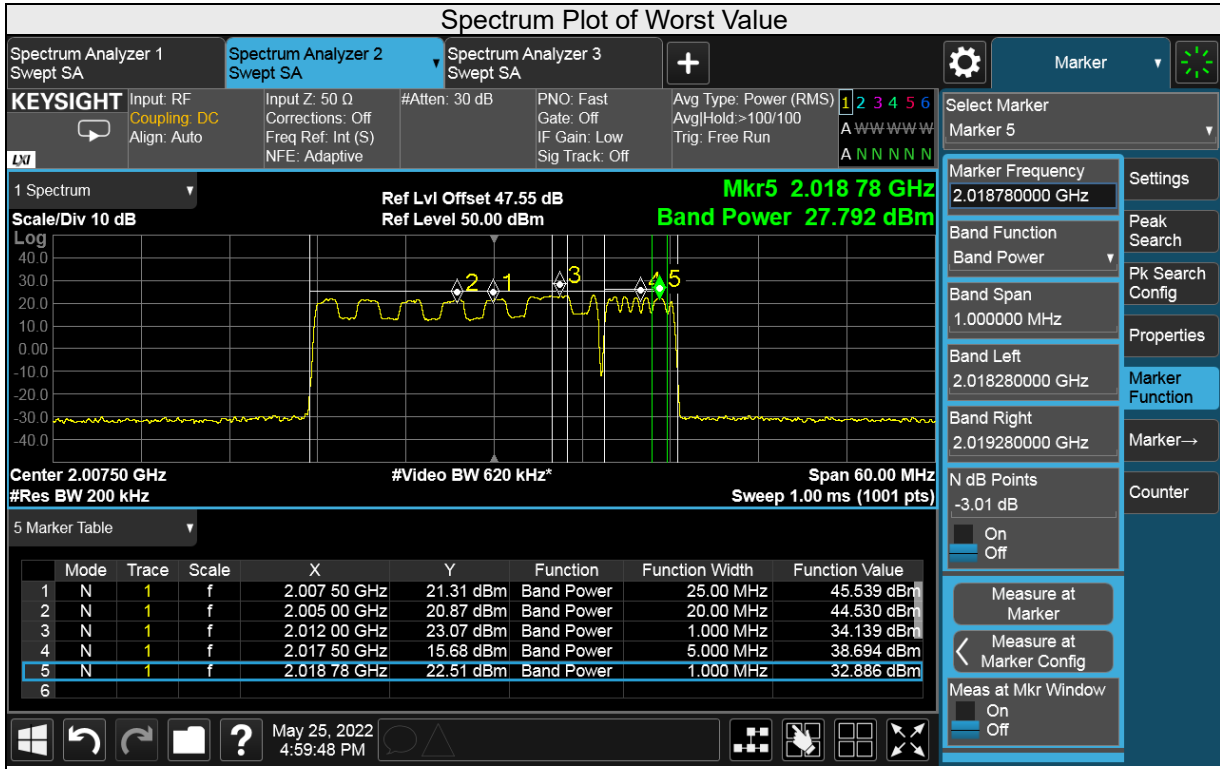 Spectrum Plot of Worst Value
Spectrum Analyzer 1
Swept SA
Spectrum Analyzer 2
Swept SA
Spectrum Analyzer 3
Swept SA
Marker
KEYSIGHT
LXI
Input: RF
Coupling: DC
Align: Auto
Input Z: 50 Ω
Corrections: Off
Freq Ref: Int (S)
NFE: Adaptive
#Atten: 30 dB
PNO: Fast
Gate: Off
IF Gain: Low
Sig Track: Off
Avg Type: Power (RMS)
Avg|Hold:>100/100
Trig: Free Run
1 2 3 4 5 6
A W W W W W
A N N N N N
1 Spectrum
Scale/Div 10 dB
Ref Lvl Offset 47.55 dB
Ref Level 50.00 dBm
Mkr5 2.018 78 GHz
Band Power 27.792 dBm
Log
40.0
30.0
20.0
10.0
0.00
-10.0
-20.0
-30.0
-40.0
2
1
3
4
5
Center 2.00750 GHz
#Video BW 620 kHz*
Span 60.00 MHz
#Res BW 200 kHz
Sweep 1.00 ms (1001 pts)
5 Marker Table
Mode Trace Scale X Y Function Function Width Function Value
1 N 1 f 2.007 50 GHz 21.31 dBm Band Power 25.00 MHz 45.539 dBm
2 N 1 f 2.005 00 GHz 20.87 dBm Band Power 20.00 MHz 44.530 dBm
3 N 1 f 2.012 00 GHz 23.07 dBm Band Power 1.000 MHz 34.139 dBm
4 N 1 f 2.017 50 GHz 15.68 dBm Band Power 5.000 MHz 38.694 dBm
5 N 1 f 2.018 78 GHz 22.51 dBm Band Power 1.000 MHz 32.886 dBm
6
May 25, 2022
4:59:48 PM
Select Marker
Marker 5
Marker Frequency
2.018780000 GHz
Band Function
Band Power
Band Span
1.000000 MHz
Band Left
2.018280000 GHz
Band Right
2.019280000 GHz
N dB Points
-3.01 dB
On
Off
Measure at
Marker
Measure at
Marker Config
Meas at Mkr Window
On
Off
Settings
Peak
Search
Pk Search
Config
Properties
Marker
Function
Marker→
Counter